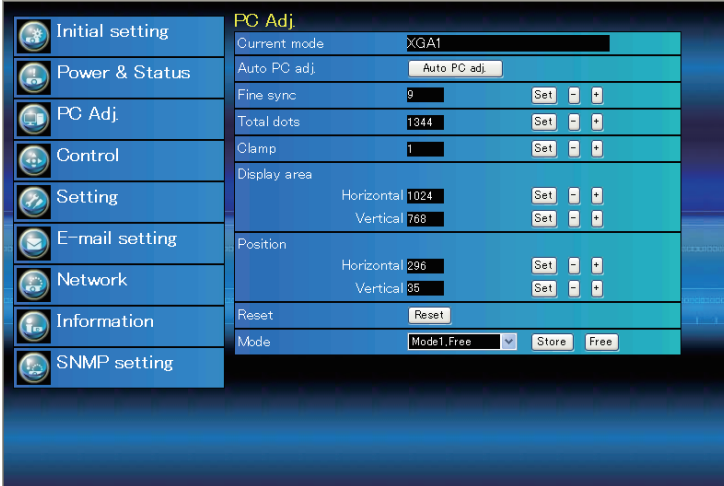 Initial setting
Power & Status
PC Adj.
Control
Setting
E-mail setting
Network
Information
SNMP setting
PC Adj.
Current mode XGA1
Auto PC adj. Auto PC adj.
Fine sync 9 Set - +
Total dots 1344 Set - +
Clamp 1 Set - +
Display area
Horizontal 1024 Set - +
Vertical 768 Set - +
Position
Horizontal 296 Set - +
Vertical 35 Set - +
Reset Reset
Mode Mode1,Free Store Free